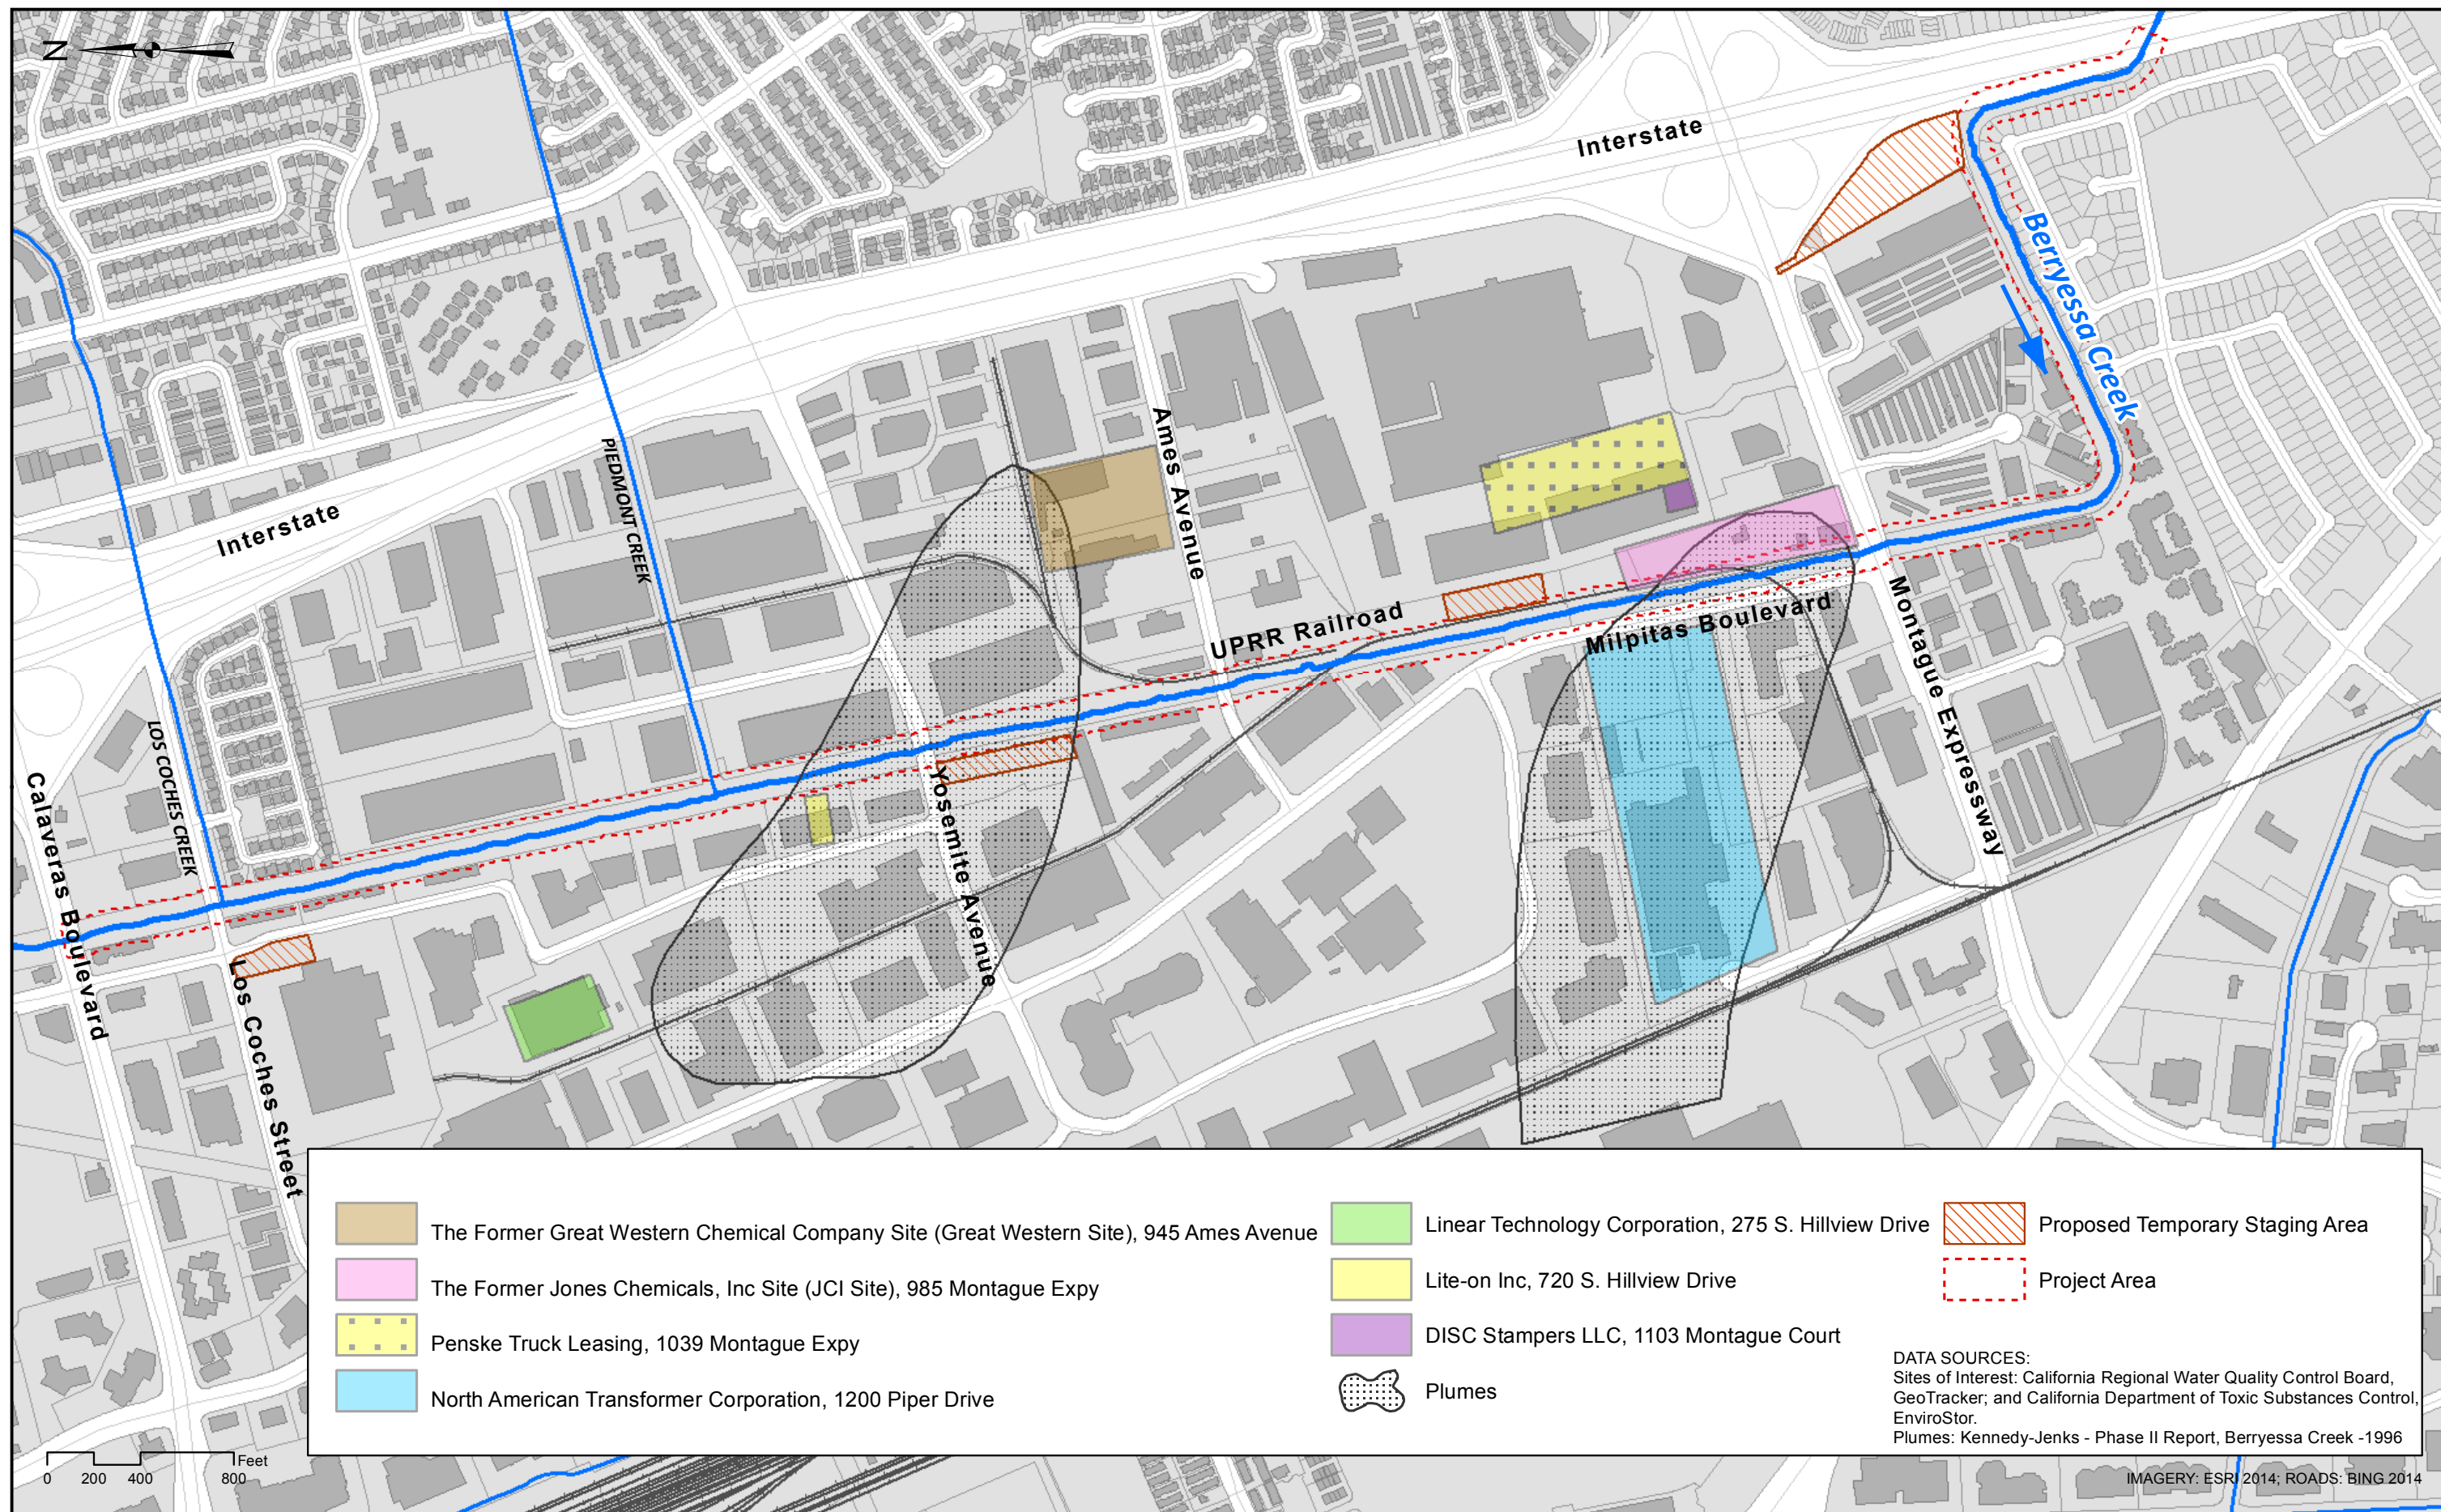 N
Interstate
Berryessa Creek
Interstate
PIEDMONT CREEK
Ames Avenue
UPRR Railroad
Milpitas Boulevard
Montague Expressway
LOS COCHES CREEK
Calaveras Boulevard
Yosemite Avenue
Los Coches Street
The Former Great Western Chemical Company Site (Great Western Site), 945 Ames Avenue
The Former Jones Chemicals, Inc Site (JCI Site), 985 Montague Expy
Penske Truck Leasing, 1039 Montague Expy
North American Transformer Corporation, 1200 Piper Drive
Linear Technology Corporation, 275 S. Hillview Drive
Lite-on Inc, 720 S. Hillview Drive
DISC Stampers LLC, 1103 Montague Court
Plumes
Proposed Temporary Staging Area
Project Area
DATA SOURCES:
Sites of Interest: California Regional Water Quality Control Board,
GeoTracker; and California Department of Toxic Substances Control,
EnviroStor.
Plumes: Kennedy-Jenks - Phase II Report, Berryessa Creek -1996
Feet
0 200 400 800
IMAGERY: ESRI 2014; ROADS: BING 2014